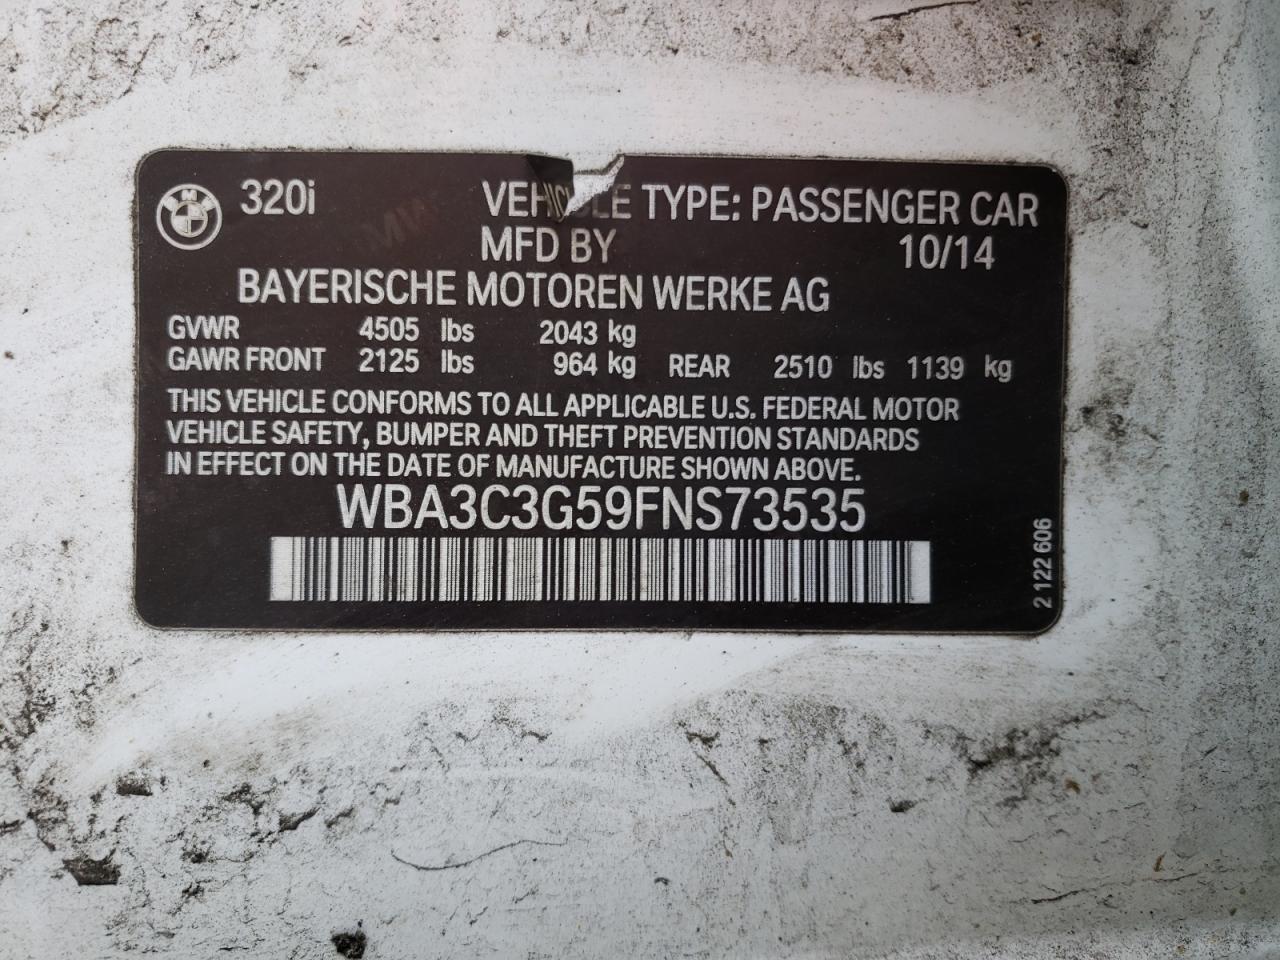 320i VEHICLE TYPE: PASSENGER CAR
MFD BY 10/14
BAYERISCHE MOTOREN WERKE AG
GVWR 4505 lbs 2043 kg
GAWR FRONT 2125 lbs 964 kg REAR 2510 lbs 1139 kg
THIS VEHICLE CONFORMS TO ALL APPLICABLE U.S. FEDERAL MOTOR
VEHICLE SAFETY, BUMPER AND THEFT PREVENTION STANDARDS
IN EFFECT ON THE DATE OF MANUFACTURE SHOWN ABOVE.
WBA3C3G59FNS73535
2 122 606